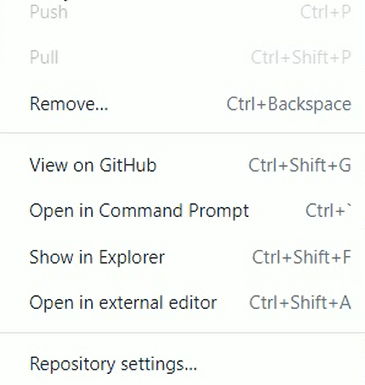 Push Ctrl+P
Pull Ctrl+Shift+P
Remove... Ctrl+Backspace
View on GitHub Ctrl+Shift+G
Open in Command Prompt Ctrl+`
Show in Explorer Ctrl+Shift+F
Open in external editor Ctrl+Shift+A
Repository settings...